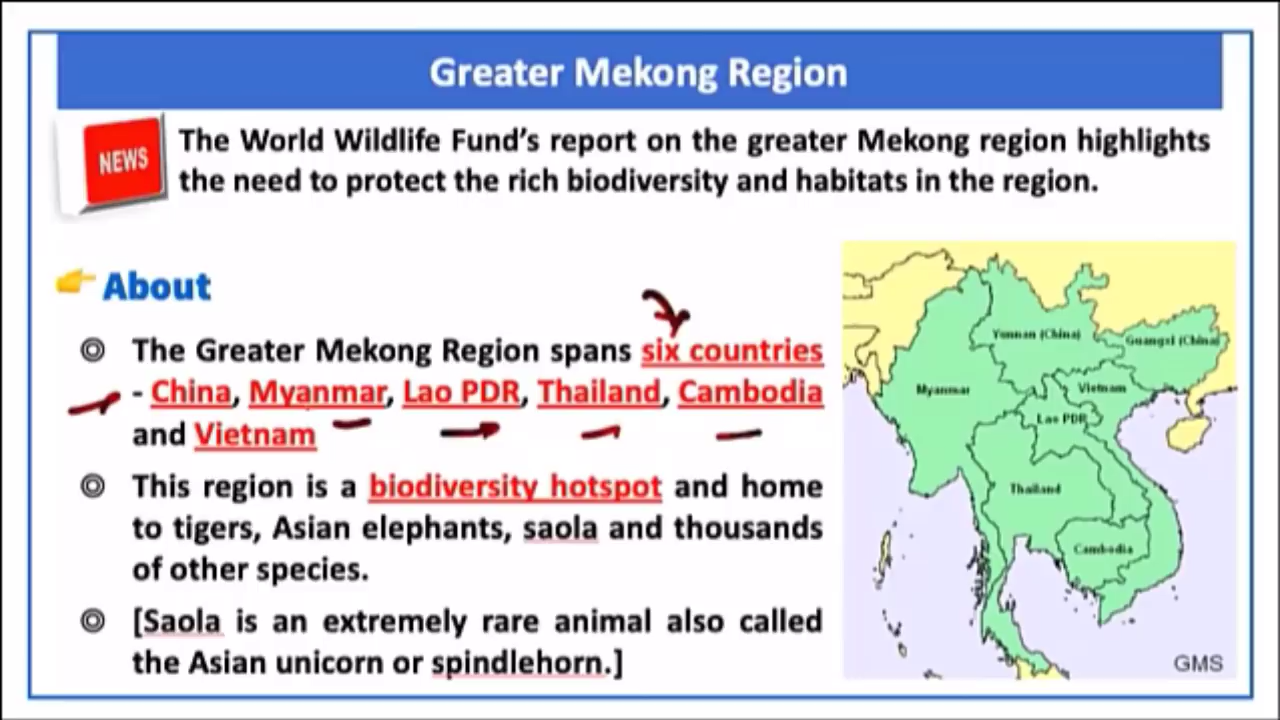 Greater Mekong Region
NEWS
The World Wildlife Fund’s report on the greater Mekong region highlights
the need to protect the rich biodiversity and habitats in the region.
About
◎ The Greater Mekong Region spans six countries
- China, Myanmar, Lao PDR, Thailand, Cambodia
and Vietnam
◎ This region is a biodiversity hotspot and home
to tigers, Asian elephants, saola and thousands
of other species.
◎ [Saola is an extremely rare animal also called
the Asian unicorn or spindlehorn.]
Yunnan (China)
Guangxi (China)
Myanmar
Vietnam
Lao PDR
Thailand
Cambodia
GMS